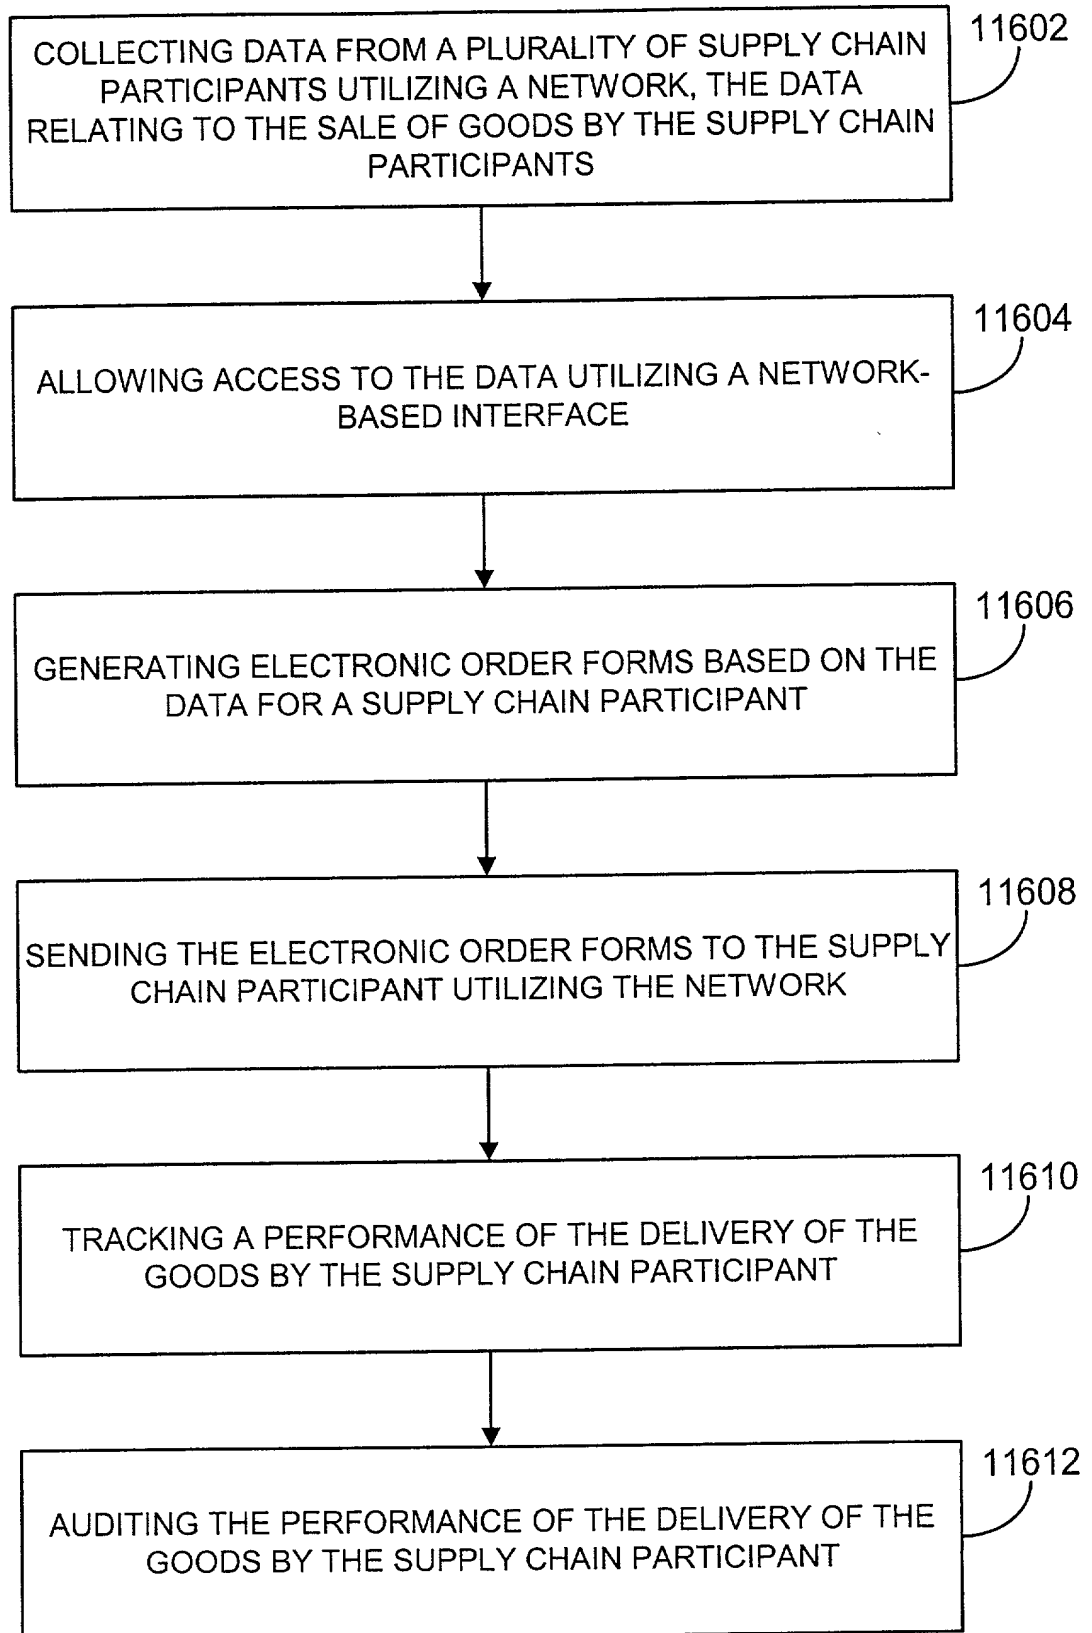 11602
COLLECTING DATA FROM A PLURALITY OF SUPPLY CHAIN
PARTICIPANTS UTILIZING A NETWORK, THE DATA
RELATING TO THE SALE OF GOODS BY THE SUPPLY CHAIN
PARTICIPANTS
11604
ALLOWING ACCESS TO THE DATA UTILIZING A NETWORK-
BASED INTERFACE
11606
GENERATING ELECTRONIC ORDER FORMS BASED ON THE
DATA FOR A SUPPLY CHAIN PARTICIPANT
11608
SENDING THE ELECTRONIC ORDER FORMS TO THE SUPPLY
CHAIN PARTICIPANT UTILIZING THE NETWORK
11610
TRACKING A PERFORMANCE OF THE DELIVERY OF THE
GOODS BY THE SUPPLY CHAIN PARTICIPANT
11612
AUDITING THE PERFORMANCE OF THE DELIVERY OF THE
GOODS BY THE SUPPLY CHAIN PARTICIPANT